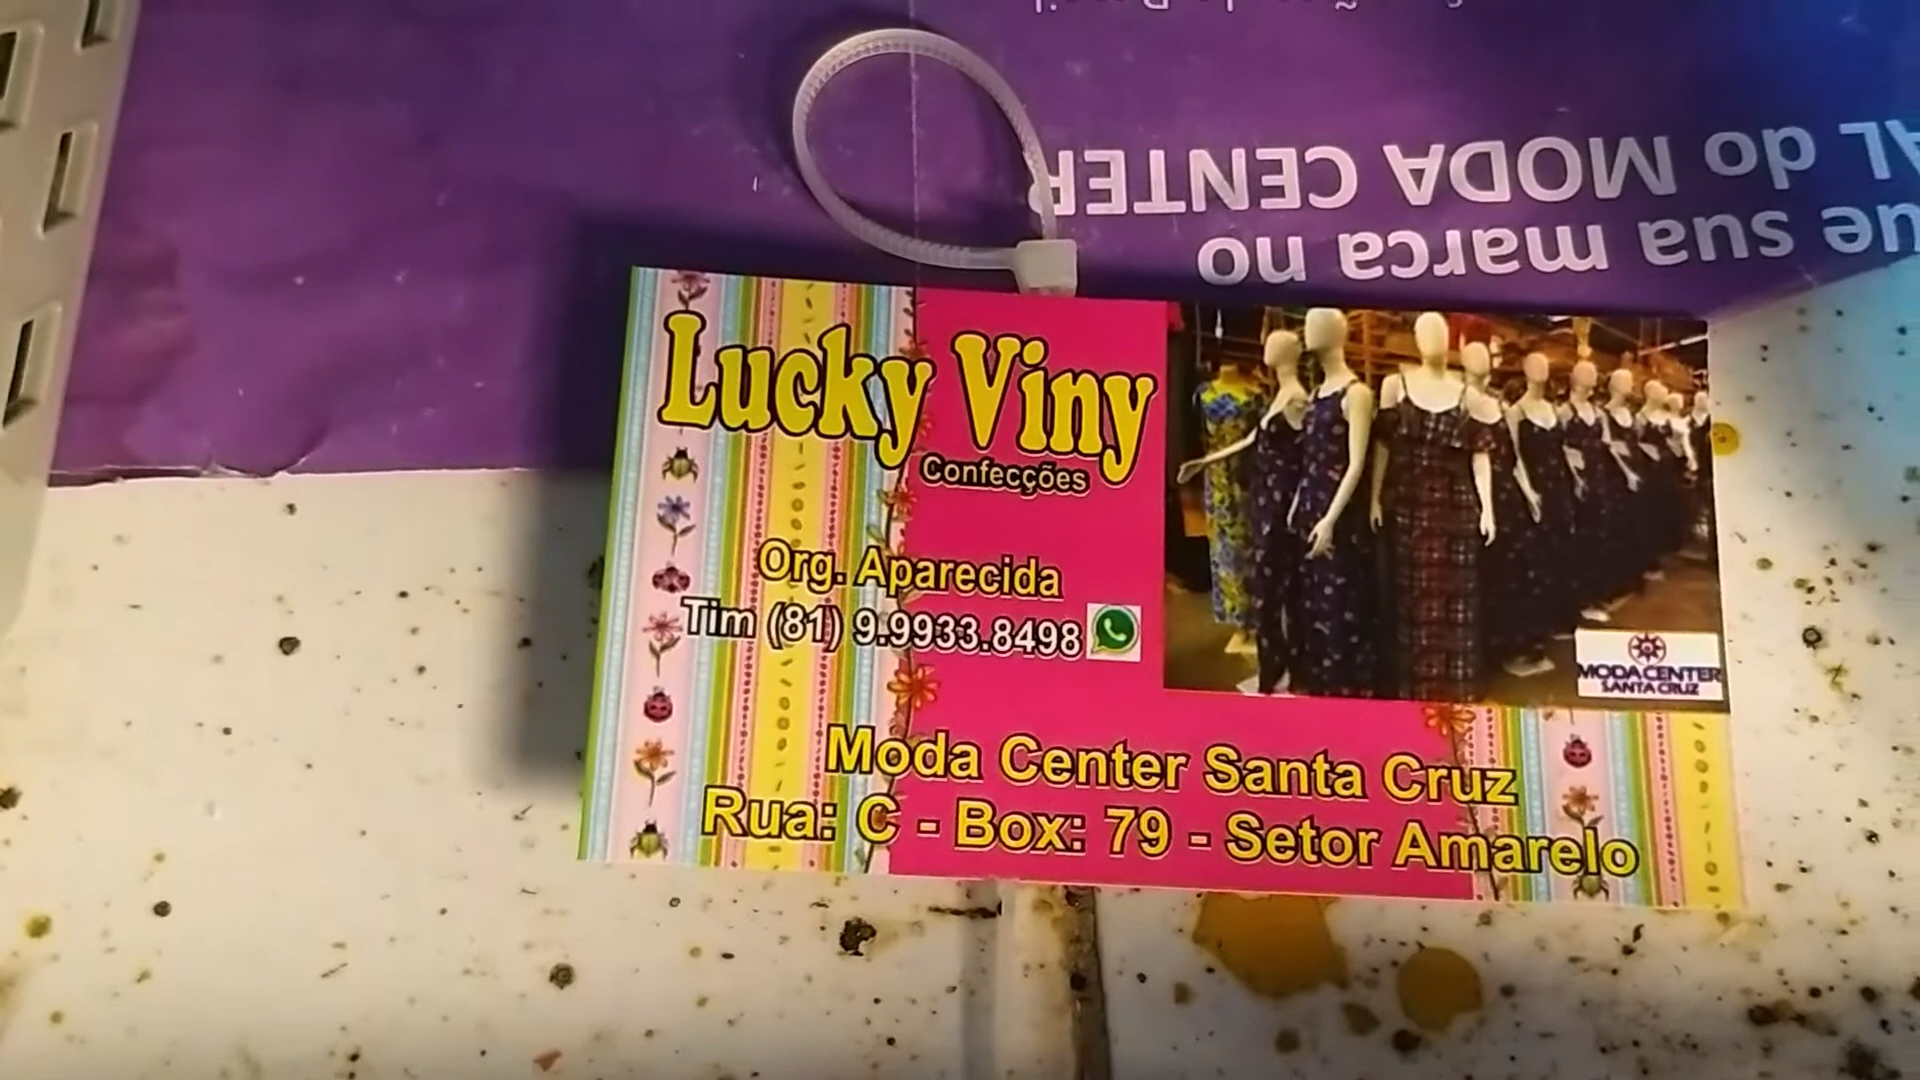 AL do MODA CENTER
sua marca no
Lucky Viny
Confecções
Org. Aparecida
Tim (81) 9.9933.8498
MODA CENTER
SANTA CRUZ
Moda Center Santa Cruz
Rua: C - Box: 79 - Setor Amarelo